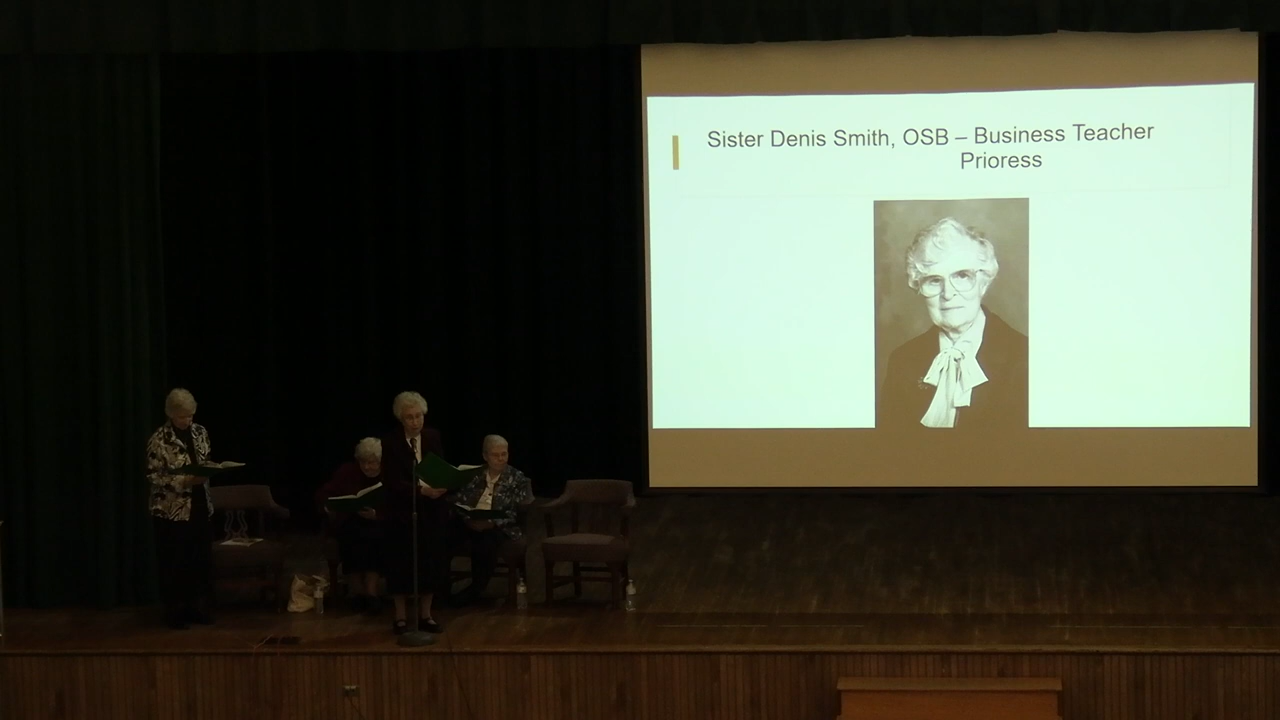 Sister Denis Smith, OSB – Business Teacher
Prioress